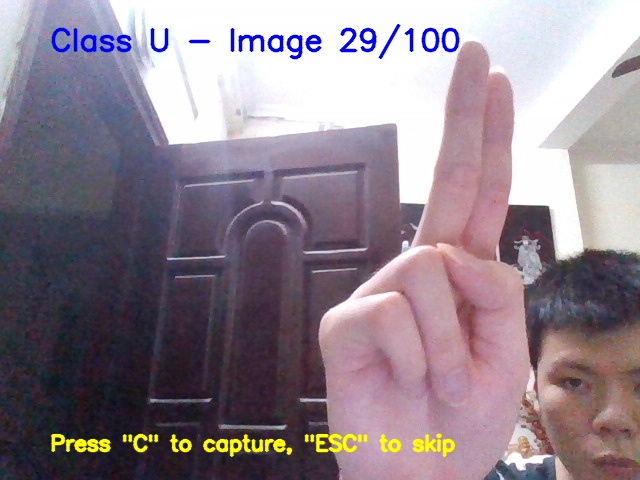 Class U - Image 29/100
Press "C" to capture, "ESC" to skip